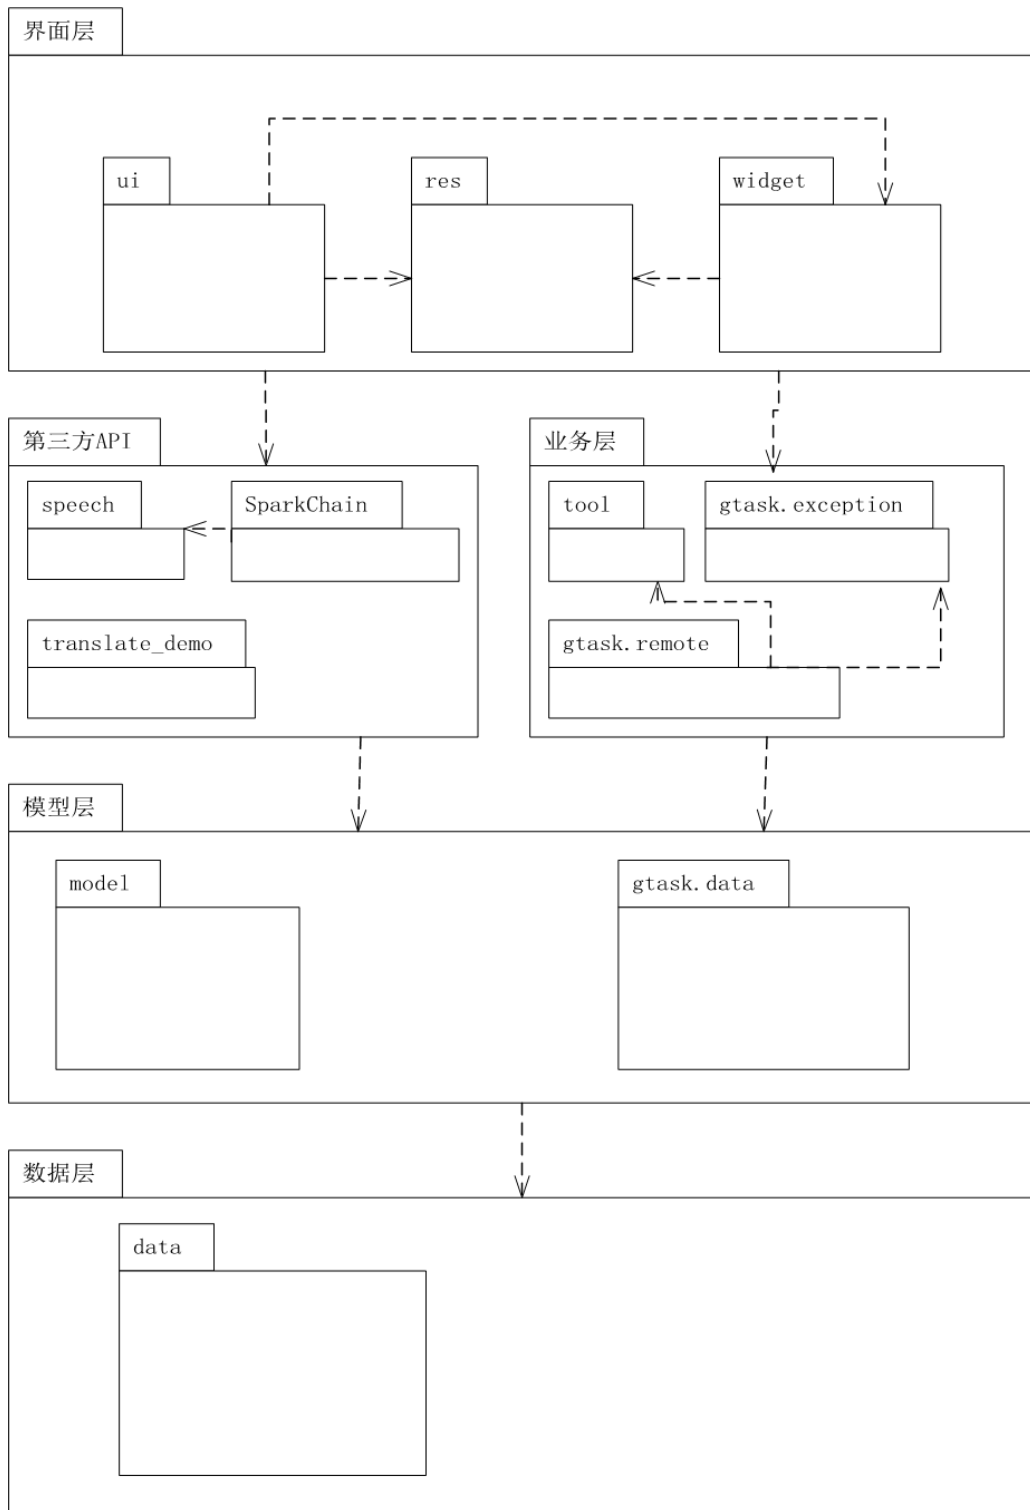 界面层
ui
res
widget
第三方API
业务层
speech
SparkChain
tool
gtask.exception
translate_demo
gtask.remote
模型层
model
gtask.data
数据层
data